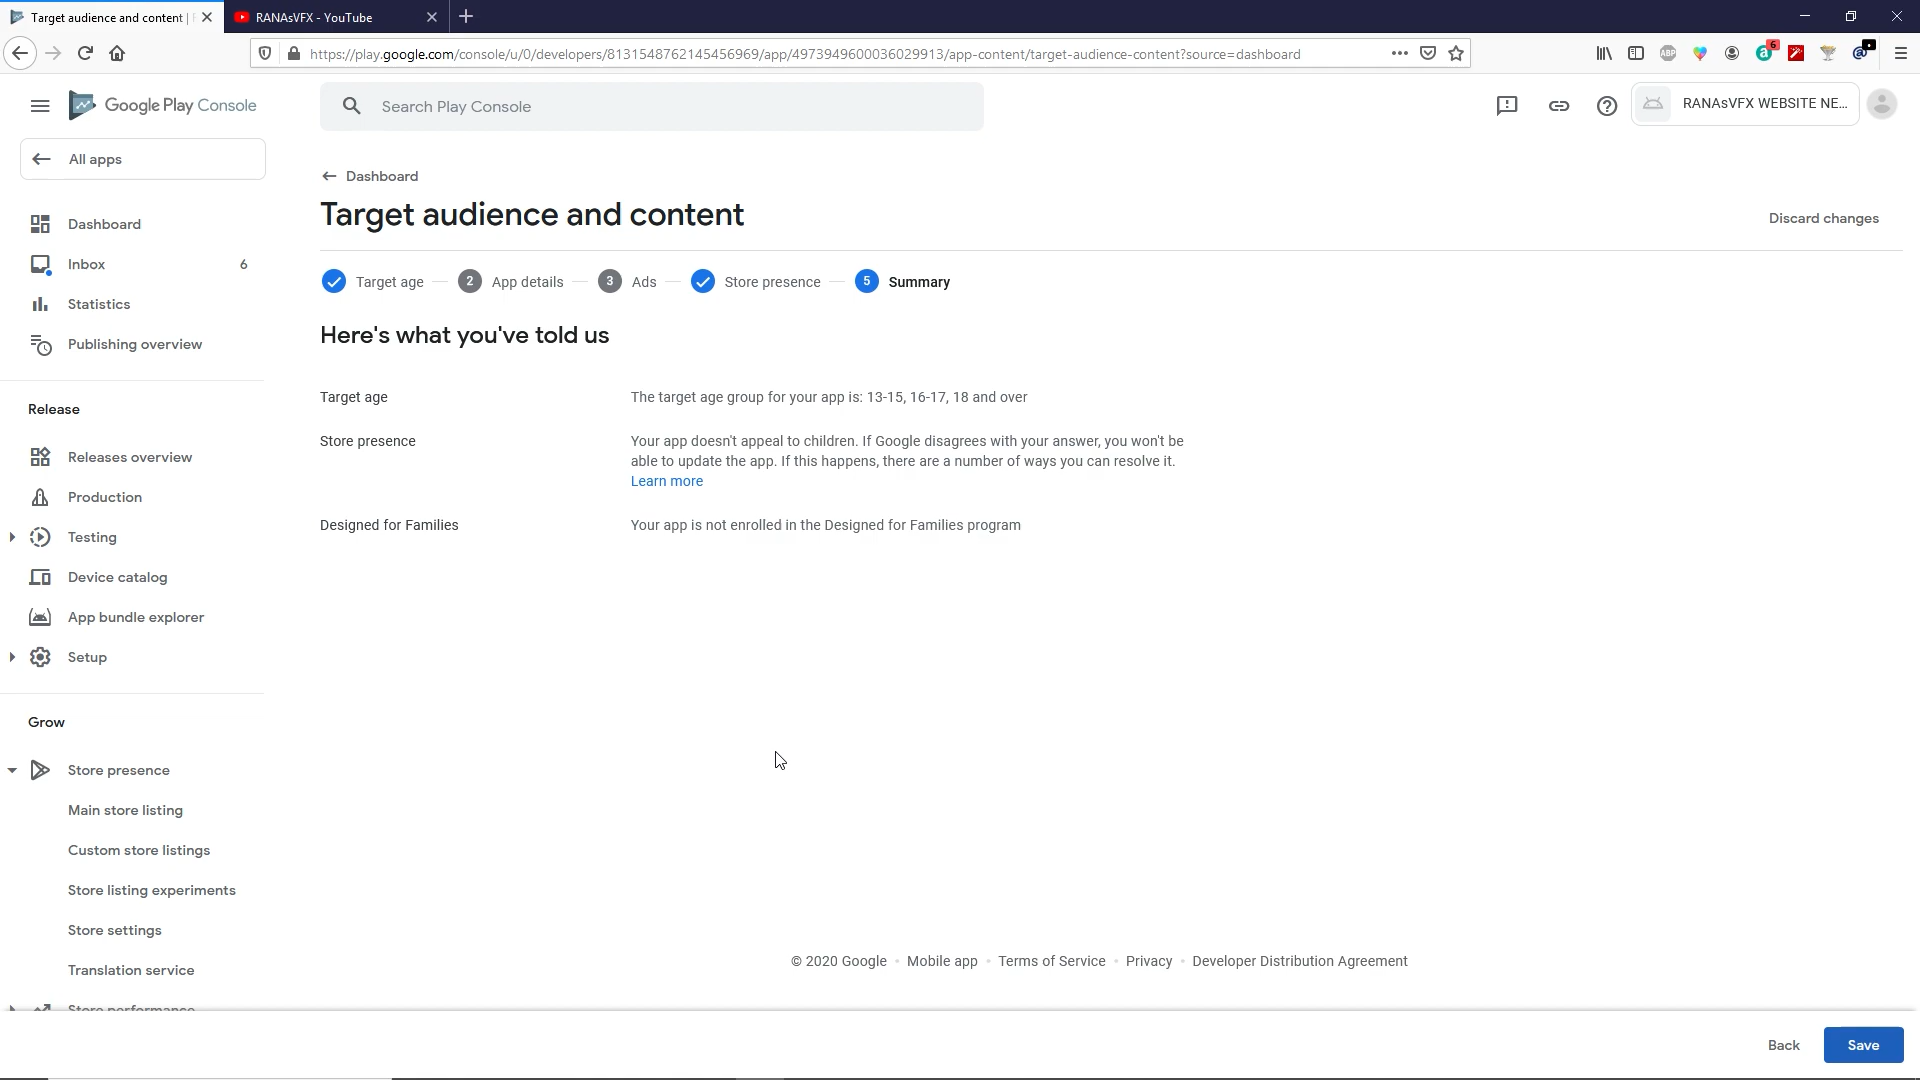 Target audience and content |
RANAsVFX - YouTube
https://play.google.com/console/u/0/developers/8131548762145456969/app/4973949600036029913/app-content/target-audience-content?source=dashboard
ABP
6
Google Play Console
Search Play Console
RANAsVFX WEBSITE NE...
All apps
Dashboard
Inbox 6
Statistics
Publishing overview
Release
Releases overview
Production
Testing
Device catalog
App bundle explorer
Setup
Grow
Store presence
Main store listing
Custom store listings
Store listing experiments
Store settings
Translation service
Store performance
Dashboard
Target audience and content
Discard changes
Target age 2 App details 3 Ads Store presence 5 Summary
Here's what you've told us
Target age The target age group for your app is: 13-15, 16-17, 18 and over
Store presence Your app doesn't appeal to children. If Google disagrees with your answer, you won't be
able to update the app. If this happens, there are a number of ways you can resolve it.
Learn more
Designed for Families Your app is not enrolled in the Designed for Families program
© 2020 Google • Mobile app • Terms of Service • Privacy • Developer Distribution Agreement
Back Save